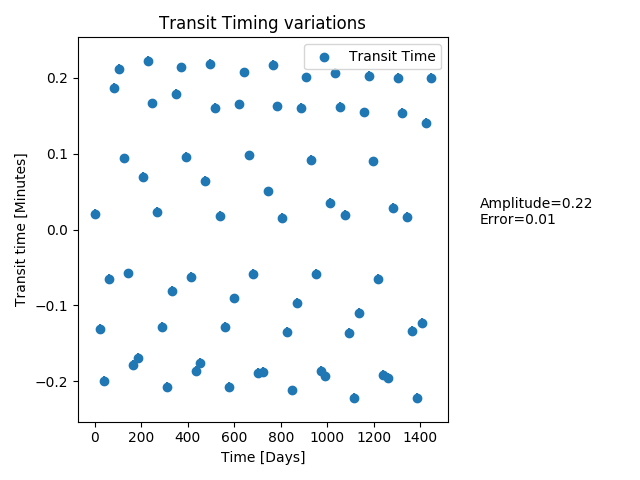 Transit Timing variations
Transit Time
0.2
0.1
0.0
−0.1
−0.2
Transit time [Minutes]
0 200 400 600 800 1000 1200 1400
Time [Days]
Amplitude=0.22
Error=0.01